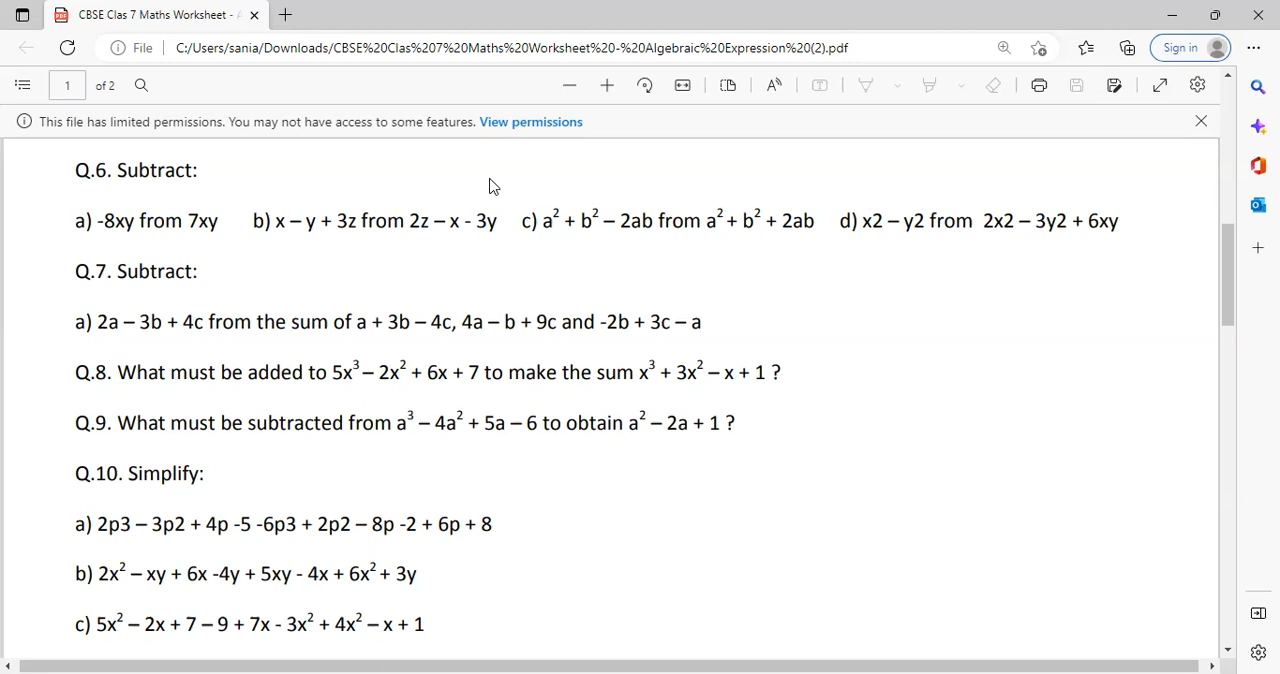 CBSE Clas 7 Maths Worksheet - A
File C:/Users/sania/Downloads/CBSE%20Clas%207%20Maths%20Worksheet%20-%20Algebraic%20Expression%20(2).pdf Sign in
1 of 2
This file has limited permissions. You may not have access to some features. View permissions
Q.6. Subtract:
a) -8xy from 7xy b) x – y + 3z from 2z – x - 3y c) a² + b² – 2ab from a² + b² + 2ab d) x2 – y2 from 2x2 – 3y2 + 6xy
Q.7. Subtract:
a) 2a – 3b + 4c from the sum of a + 3b – 4c, 4a – b + 9c and -2b + 3c – a
Q.8. What must be added to 5x³ – 2x² + 6x + 7 to make the sum x³ + 3x² – x + 1 ?
Q.9. What must be subtracted from a³ – 4a² + 5a – 6 to obtain a² – 2a + 1 ?
Q.10. Simplify:
a) 2p3 – 3p2 + 4p -5 -6p3 + 2p2 – 8p -2 + 6p + 8
b) 2x² – xy + 6x -4y + 5xy - 4x + 6x² + 3y
c) 5x² – 2x + 7 – 9 + 7x - 3x² + 4x² – x + 1